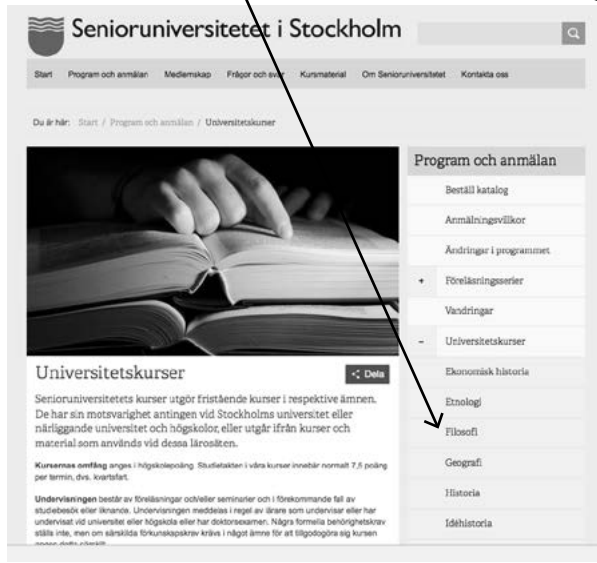 Senioruniversitetet i Stockholm
Start Program och anmälan Medlemskap Frågor och svar Kursmaterial Om Senioruniversitetet Kontakta oss
Du är här: Start / Program och anmälan / Universitetskurser
Universitetskurser
Dela
Senioruniversitetets kurser utgör fristående kurser i respektive ämnen.
De har sin motsvarighet antingen vid Stockholms universitet eller
närliggande universitet och högskolor, eller utgår ifrån kurser och
material som används vid dessa lärosäten.
Kursernas omfång anges i högskolepoäng. Studietakten i våra kurser innebär normalt 7,5 poäng
per termin, dvs. kvartsfart.
Undervisningen består av föreläsningar och/eller seminarier och i förekommande fall av
studiebesök eller liknande. Undervisningen meddelas i regel av lärare som undervisar eller har
undervisat vid universitet eller högskola eller har doktorsexamen. Några formella behörighetskrav
ställs inte, men om särskilda förkunskapskrav krävs i något ämne för att tillgodogöra sig kursen
Program och anmälan
Beställ katalog
Anmälningsvillkor
Ändringar i programmet
+ Föreläsningsserier
Vandringar
– Universitetskurser
Ekonomisk historia
Etnologi
Filosofi
Geografi
Historia
Idéhistoria